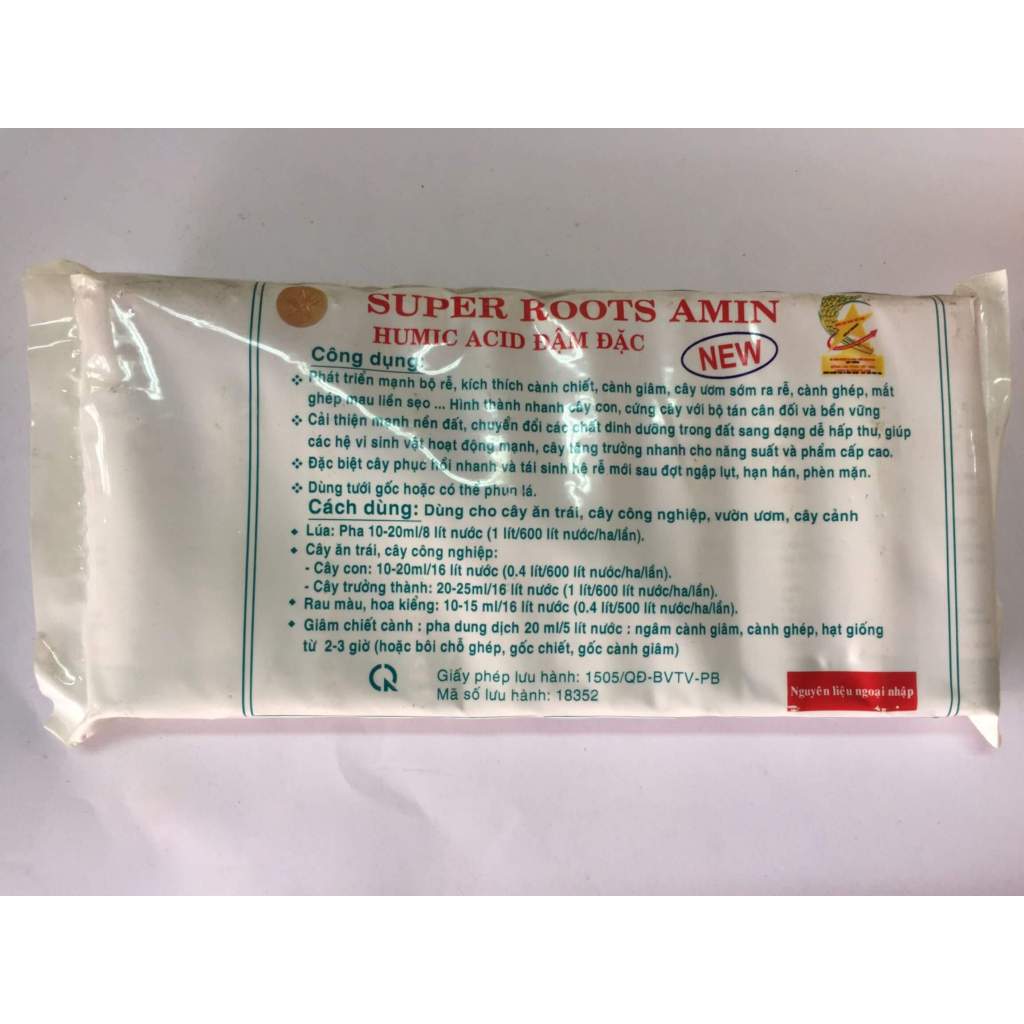 SUPER ROOTS AMIN
HUMIC ACID ĐẬM ĐẶC
NEW
Công dụng:
❖ Phát triển mạnh bộ rễ, kích thích cành chiết, cành giâm, cây ươm sớm ra rễ, cành ghép, mắt
ghép mau liền sẹo ... Hình thành nhanh cây con, cứng cây với bộ tán cân đối và bền vững
❖ Cải thiện mạnh nền đất, chuyển đổi các chất dinh dưỡng trong đất sang dạng dễ hấp thu, giúp
các hệ vi sinh vật hoạt động mạnh, cây tăng trưởng nhanh cho năng suất và phẩm cấp cao.
❖ Đặc biệt cây phục hồi nhanh và tái sinh hệ rễ mới sau đợt ngập lụt, hạn hán, phèn mặn.
❖ Dùng tưới gốc hoặc có thể phun lá.
Cách dùng: Dùng cho cây ăn trái, cây công nghiệp, vườn ươm, cây cảnh
◆ Lúa: Pha 10-20ml/8 lít nước (1 lít/600 lít nước/ha/lần).
◆ Cây ăn trái, cây công nghiệp:
- Cây con: 10-20ml/16 lít nước (0.4 lít/600 lít nước/ha/lần).
- Cây trưởng thành: 20-25ml/16 lít nước (1 lít/600 lít nước/ha/lần).
◆ Rau màu, hoa kiểng: 10-15 ml/16 lít nước (0.4 lít/500 lít nước/ha/lần).
◆ Giâm chiết cành : pha dung dịch 20 ml/5 lít nước : ngâm cành giâm, cành ghép, hạt giống
từ 2-3 giờ (hoặc bôi chỗ ghép, gốc chiết, gốc cành giâm)
Giấy phép lưu hành: 1505/QĐ-BVTV-PB
Mã số lưu hành: 18352
Nguyên liệu ngoại nhập